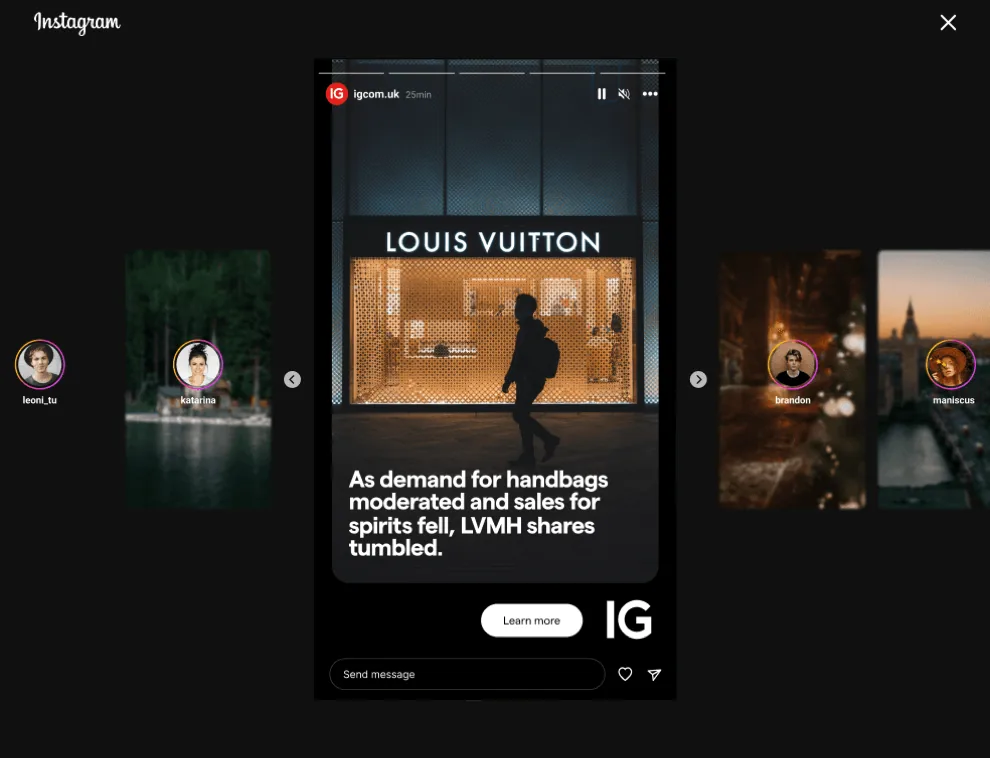 Instagram
IG igcom.uk 25min
LOUIS VUITTON
leoni_tu
katarina
brandon
maniscus
As demand for handbags
moderated and sales for
spirits fell, LVMH shares
tumbled.
Learn more
IG
Send message